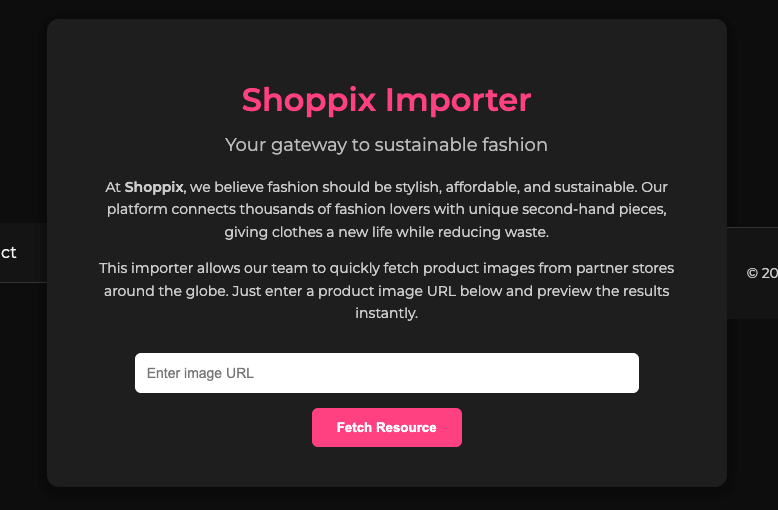 Shoppix Importer
Your gateway to sustainable fashion
At Shoppix, we believe fashion should be stylish, affordable, and sustainable. Our
platform connects thousands of fashion lovers with unique second-hand pieces,
giving clothes a new life while reducing waste.
ct
This importer allows our team to quickly fetch product images from partner stores
© 20
around the globe. Just enter a product image URL below and preview the results
instantly.
Enter image URL
Fetch Resource